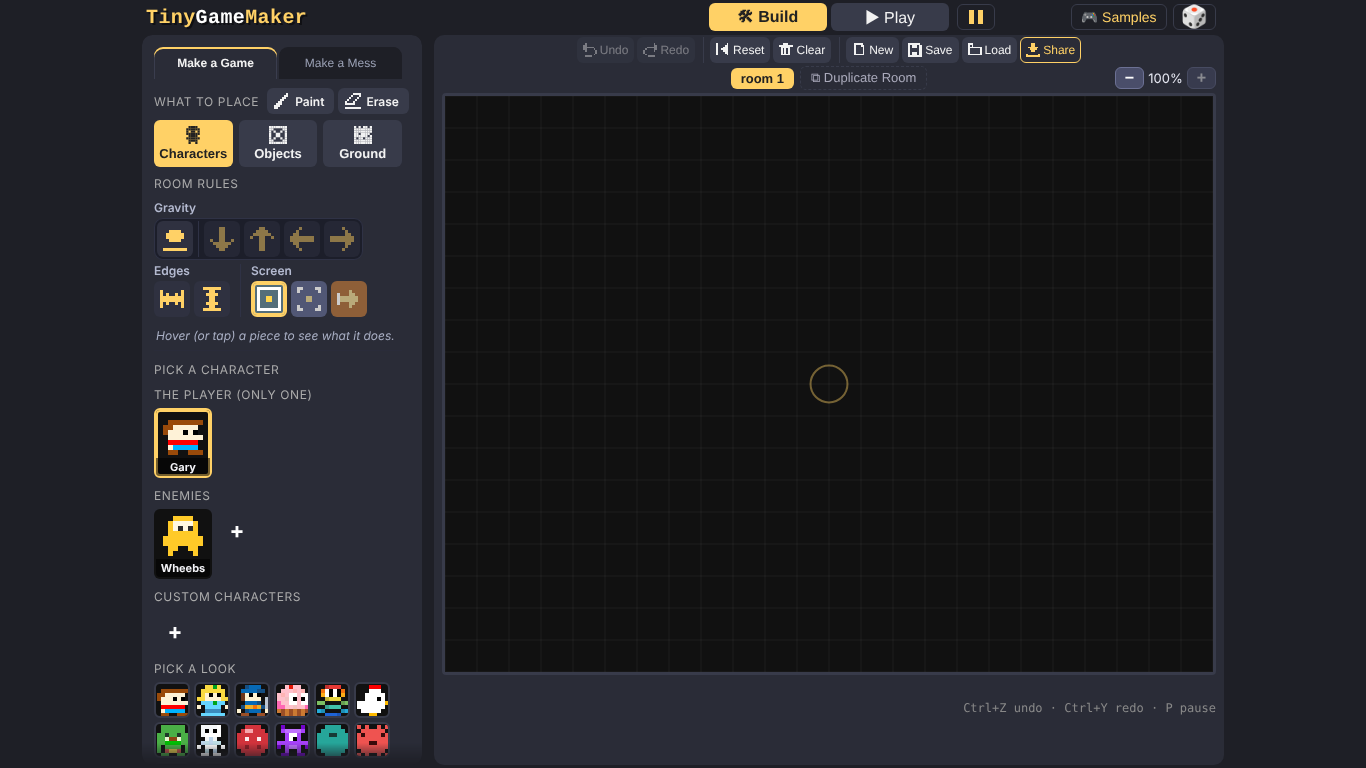 TinyGameMaker
🛠 Build
▶ Play
🎮 Samples
Make a Game
Make a Mess
Undo
Redo
Reset
Clear
New
Save
Load
Share
room 1
⧉ Duplicate Room
− 100% +
WHAT TO PLACE
Paint
Erase
Characters
Objects
Ground
ROOM RULES
Gravity
Edges
Screen
Hover (or tap) a piece to see what it does.
PICK A CHARACTER
THE PLAYER (ONLY ONE)
Gary
ENEMIES
Wheebs
+
CUSTOM CHARACTERS
+
PICK A LOOK
Ctrl+Z undo · Ctrl+Y redo · P pause